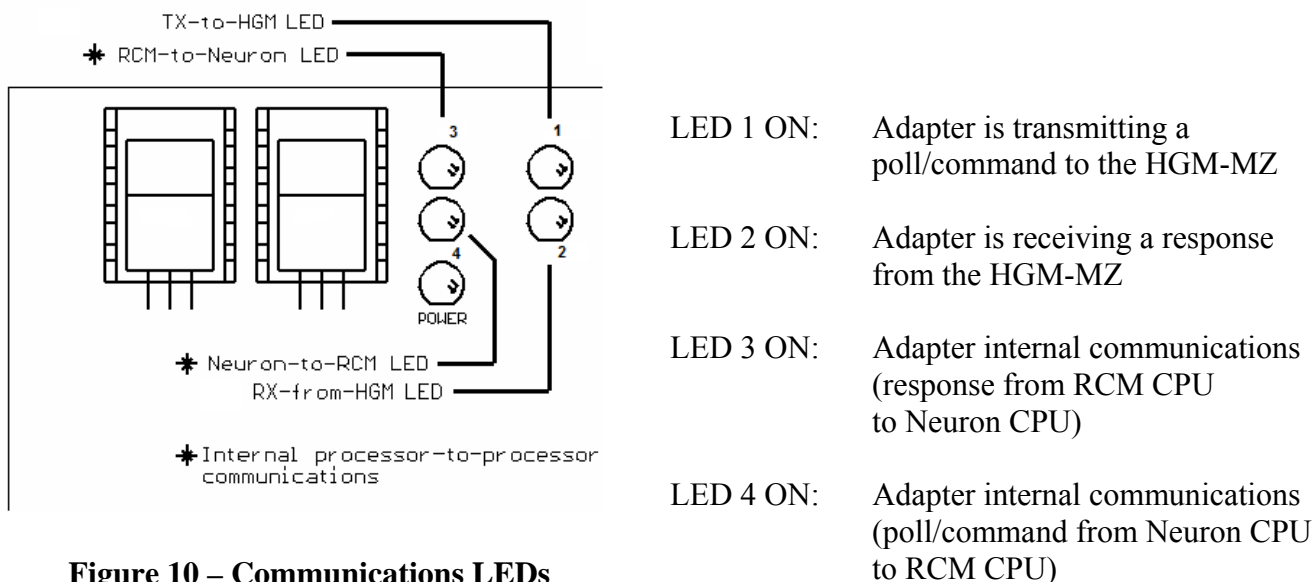 TX-to-HGM LED
✱ RCM-to-Neuron LED
3
1
4
2
POWER
✱ Neuron-to-RCM LED
RX-from-HGM LED
✱ Internal processor-to-processor
communications
Figure 10 – Communications LEDs
LED 1 ON: Adapter is transmitting a
poll/command to the HGM-MZ
LED 2 ON: Adapter is receiving a response
from the HGM-MZ
LED 3 ON: Adapter internal communications
(response from RCM CPU
to Neuron CPU)
LED 4 ON: Adapter internal communications
(poll/command from Neuron CPU
to RCM CPU)